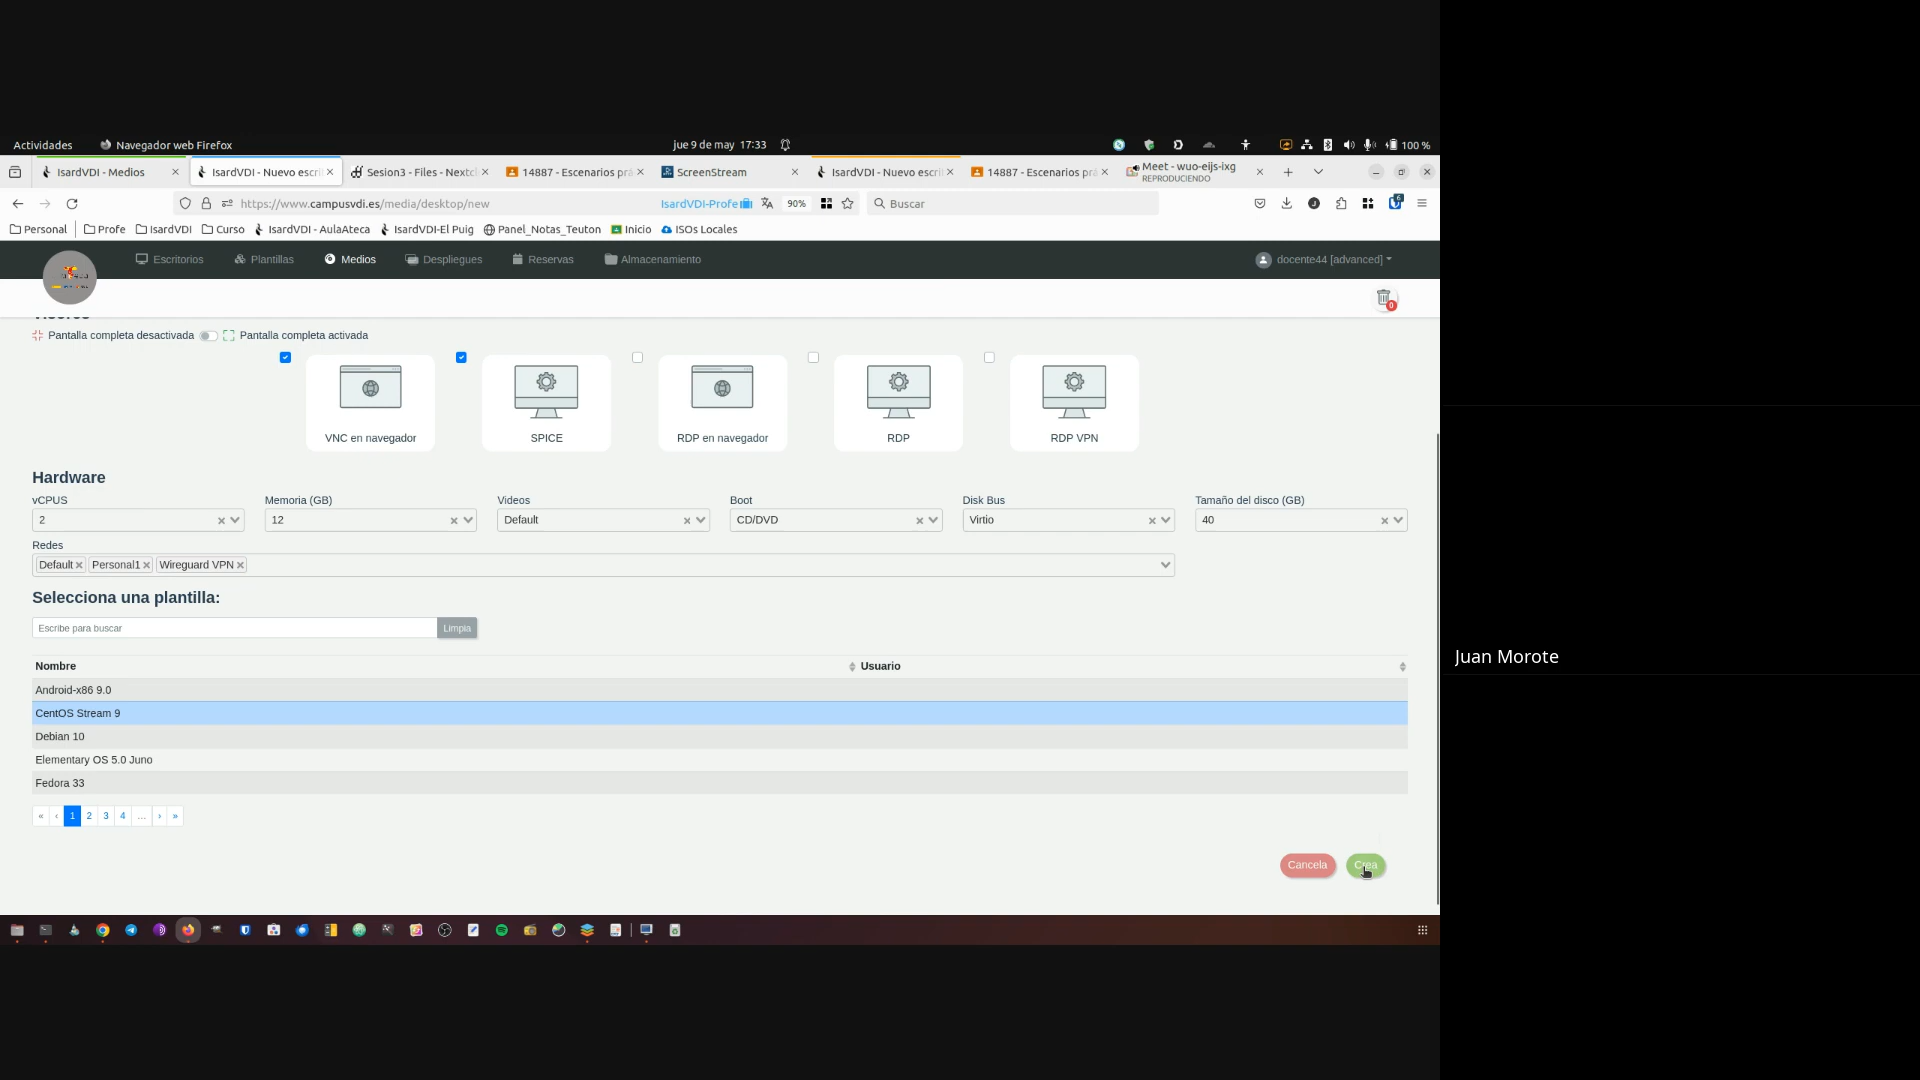 Actividades Navegador web Firefox jue 9 de may 17:33 100 %
IsardVDI - Medios IsardVDI - Nuevo escri Sesion3 - Files - Nextcl 14887 - Escenarios prá ScreenStream IsardVDI - Nuevo escri 14887 - Escenarios prá Meet - wuo-eijs-ixg
REPRODUCIENDO
https://www.campusvdi.es/media/desktop/new IsardVDI-Profe 90% Buscar
Personal Profe IsardVDI Curso IsardVDI - AulaAteca IsardVDI-El Puig Panel_Notas_Teuton Inicio ISOs Locales
Escritorios Plantillas Medios Despliegues Reservas Almacenamiento docente44 [advanced]
0
Pantalla completa desactivada Pantalla completa activada
VNC en navegador SPICE RDP en navegador RDP RDP VPN
Hardware
vCPUS Memoria (GB) Videos Boot Disk Bus Tamaño del disco (GB)
2 12 Default CD/DVD Virtio 40
Redes
Default Personal1 Wireguard VPN
Selecciona una plantilla:
Escribe para buscar Limpia
Nombre Usuario
Android-x86 9.0
CentOS Stream 9
Debian 10
Elementary OS 5.0 Juno
Fedora 33
« ‹ 1 2 3 4 … › »
Cancela Crea
Juan Morote